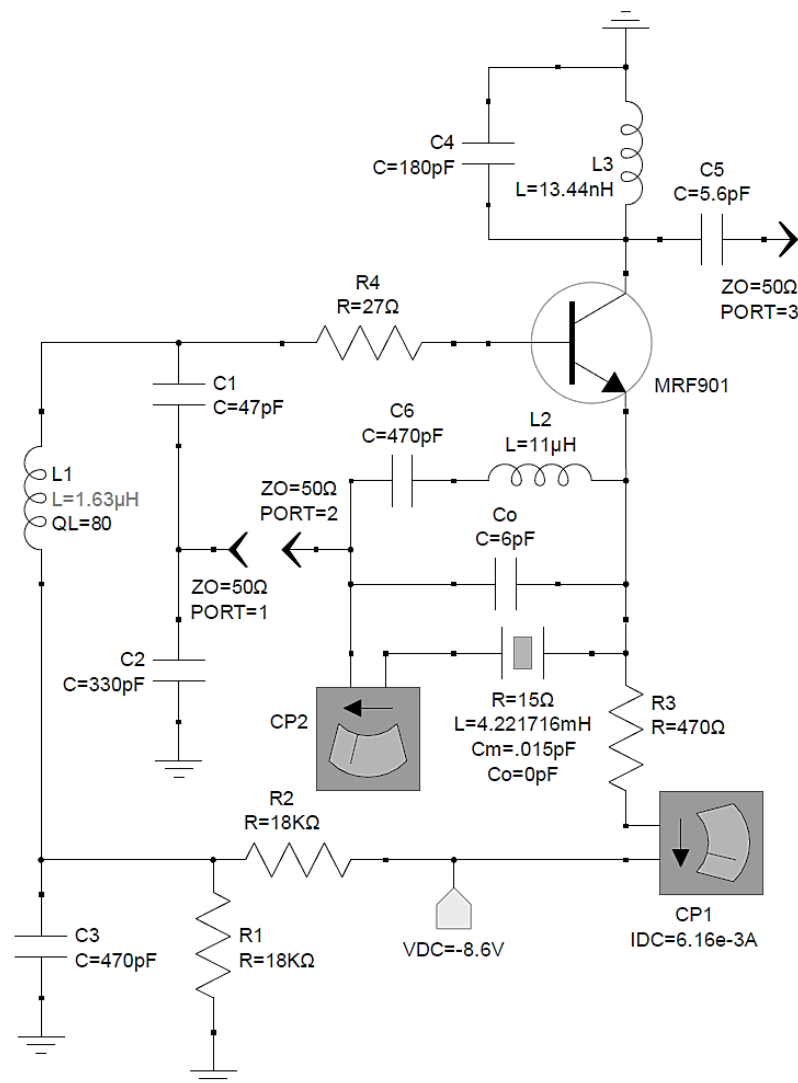 C4
C=180pF
L3
L=13.44nH
C5
C=5.6pF
ZO=50Ω
PORT=3
R4
R=27Ω
MRF901
C1
C=47pF
C6
C=470pF
L2
L=11µH
L1
L=1.63µH
QL=80
ZO=50Ω
PORT=2
Co
C=6pF
ZO=50Ω
PORT=1
C2
C=330pF
CP2
R=15Ω
L=4.221716mH
Cm=.015pF
Co=0pF
R3
R=470Ω
R2
R=18KΩ
CP1
IDC=6.16e-3A
C3
C=470pF
R1
R=18KΩ
VDC=-8.6V